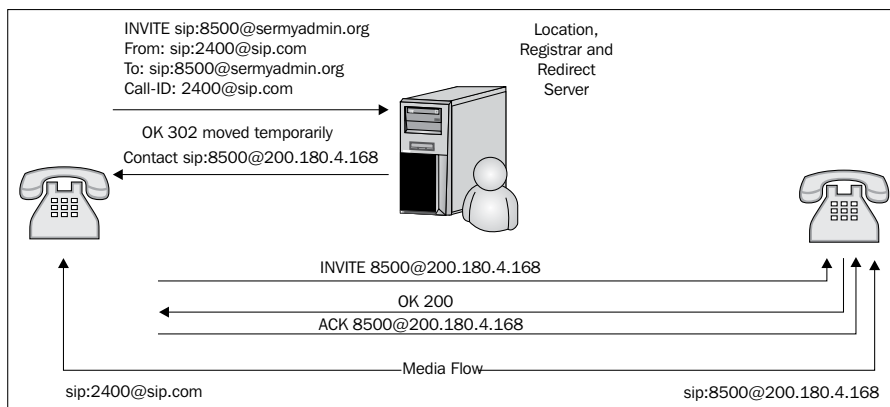 INVITE sip:8500@sermyadmin.org
From: sip:2400@sip.com
To: sip:8500@sermyadmin.org
Call-ID: 2400@sip.com
Location,
Registrar and
Redirect
Server
OK 302 moved temporarily
Contact sip:8500@200.180.4.168
INVITE 8500@200.180.4.168
OK 200
ACK 8500@200.180.4.168
Media Flow
sip:2400@sip.com
sip:8500@200.180.4.168